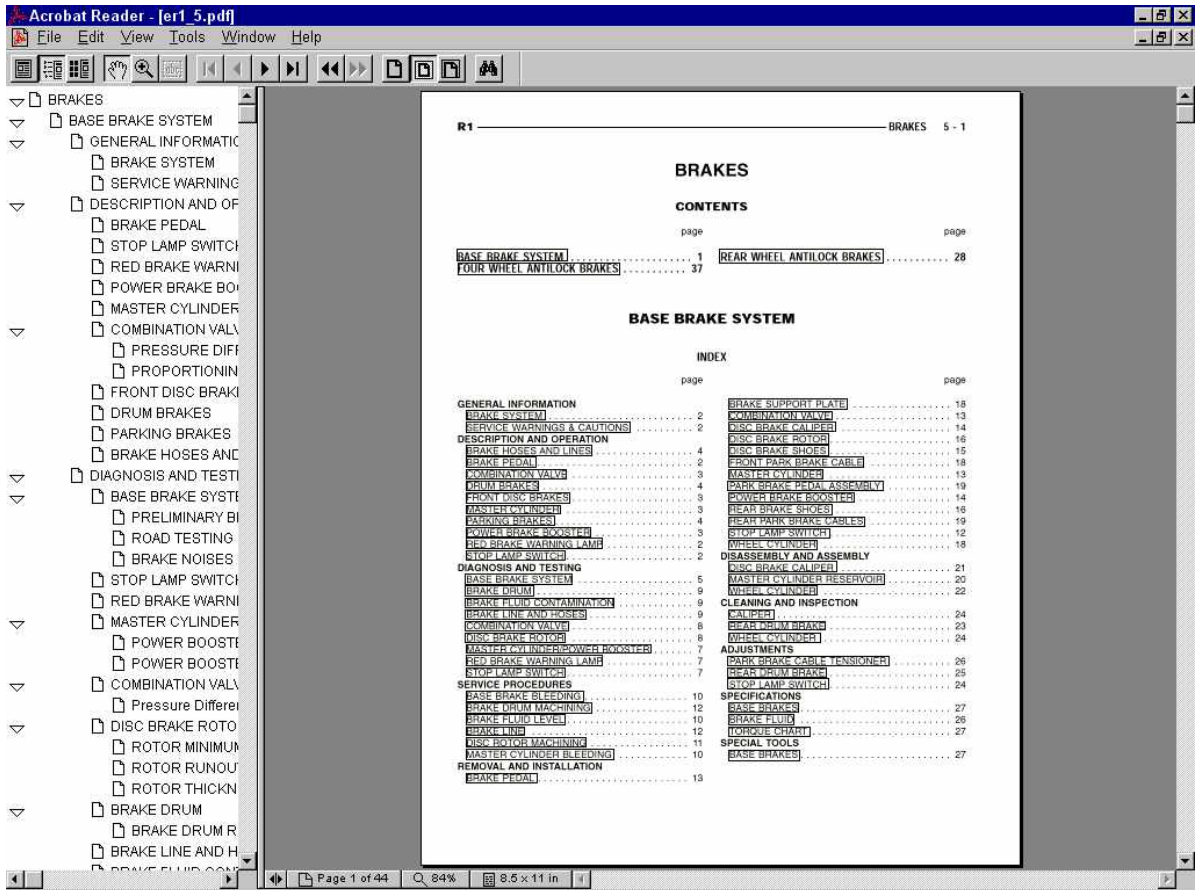 Acrobat Reader - [er1_5.pdf]
File Edit View Tools Window Help
BRAKES
BASE BRAKE SYSTEM
GENERAL INFORMATIO
BRAKE SYSTEM
SERVICE WARNING
DESCRIPTION AND OP
BRAKE PEDAL
STOP LAMP SWITCH
RED BRAKE WARNI
POWER BRAKE BO
MASTER CYLINDER
COMBINATION VALV
PRESSURE DIFF
PROPORTIONIN
FRONT DISC BRAKE
DRUM BRAKES
PARKING BRAKES
BRAKE HOSES AND
DIAGNOSIS AND TESTI
BASE BRAKE SYSTE
PRELIMINARY B
ROAD TESTING
BRAKE NOISES
STOP LAMP SWITCH
RED BRAKE WARNI
MASTER CYLINDER
POWER BOOSTE
POWER BOOSTE
COMBINATION VALV
Pressure Differe
DISC BRAKE ROTO
ROTOR MINIMUM
ROTOR RUNOU
ROTOR THICKN
BRAKE DRUM
BRAKE DRUM R
BRAKE LINE AND H
BRAKE FLUID CONT
R1 BRAKES 5 - 1
BRAKES
CONTENTS
page page
BASE BRAKE SYSTEM . . . . . . . . . . . . . . . . . . . 1
FOUR WHEEL ANTILOCK BRAKES . . . . . . . . . . . 37
REAR WHEEL ANTILOCK BRAKES . . . . . . . . . . 28
BASE BRAKE SYSTEM
INDEX
page page
GENERAL INFORMATION
BRAKE SYSTEM . . . . . . . . . . 2
SERVICE WARNINGS & CAUTIONS . . . . . . . . . . 2
DESCRIPTION AND OPERATION
BRAKE HOSES AND LINES . . . . . . . . . . 4
BRAKE PEDAL . . . . . . . . . . 2
COMBINATION VALVE . . . . . . . . . . 3
DRUM BRAKES . . . . . . . . . . 4
FRONT DISC BRAKES . . . . . . . . . . 3
MASTER CYLINDER . . . . . . . . . . 3
PARKING BRAKES . . . . . . . . . . 4
POWER BRAKE BOOSTER . . . . . . . . . . 3
RED BRAKE WARNING LAMP . . . . . . . . . . 2
STOP LAMP SWITCH . . . . . . . . . . 2
DIAGNOSIS AND TESTING
BASE BRAKE SYSTEM . . . . . . . . . . 5
BRAKE DRUM . . . . . . . . . . 9
BRAKE FLUID CONTAMINATION . . . . . . . . . . 9
BRAKE LINE AND HOSES . . . . . . . . . . 9
COMBINATION VALVE . . . . . . . . . . 8
DISC BRAKE ROTOR . . . . . . . . . . 8
MASTER CYLINDER/POWER BOOSTER . . . . . . . 7
RED BRAKE WARNING LAMP . . . . . . . . . . 7
STOP LAMP SWITCH . . . . . . . . . . 7
SERVICE PROCEDURES
BASE BRAKE BLEEDING . . . . . . . . . . 10
BRAKE DRUM MACHINING . . . . . . . . . . 12
BRAKE FLUID LEVEL . . . . . . . . . . 10
BRAKE LINE . . . . . . . . . . 12
DISC ROTOR MACHINING . . . . . . . . . . 11
MASTER CYLINDER BLEEDING . . . . . . . . . . 10
REMOVAL AND INSTALLATION
BRAKE PEDAL . . . . . . . . . . 13
BRAKE SUPPORT PLATE . . . . . . . . . . 18
COMBINATION VALVE . . . . . . . . . . 13
DISC BRAKE CALIPER . . . . . . . . . . 14
DISC BRAKE ROTOR . . . . . . . . . . 16
DISC BRAKE SHOES . . . . . . . . . . 15
FRONT PARK BRAKE CABLE . . . . . . . . . . 18
MASTER CYLINDER . . . . . . . . . . 13
PARK BRAKE PEDAL ASSEMBLY . . . . . . . . . . 19
POWER BRAKE BOOSTER . . . . . . . . . . 14
REAR BRAKE SHOES . . . . . . . . . . 16
REAR PARK BRAKE CABLES . . . . . . . . . . 19
STOP LAMP SWITCH . . . . . . . . . . 12
WHEEL CYLINDER . . . . . . . . . . 18
DISASSEMBLY AND ASSEMBLY
DISC BRAKE CALIPER . . . . . . . . . . 21
MASTER CYLINDER RESERVOIR . . . . . . . . . . 20
WHEEL CYLINDER . . . . . . . . . . 22
CLEANING AND INSPECTION
CALIPER . . . . . . . . . . 24
REAR DRUM BRAKE . . . . . . . . . . 23
WHEEL CYLINDER . . . . . . . . . . 24
ADJUSTMENTS
PARK BRAKE CABLE TENSIONER . . . . . . . . . . 26
REAR DRUM BRAKE . . . . . . . . . . 25
STOP LAMP SWITCH . . . . . . . . . . 24
SPECIFICATIONS
BASE BRAKES . . . . . . . . . . 27
BRAKE FLUID . . . . . . . . . . 26
TORQUE CHART . . . . . . . . . . 27
SPECIAL TOOLS
BASE BRAKES . . . . . . . . . . 27
Page 1 of 44 84% 8.5 x 11 in